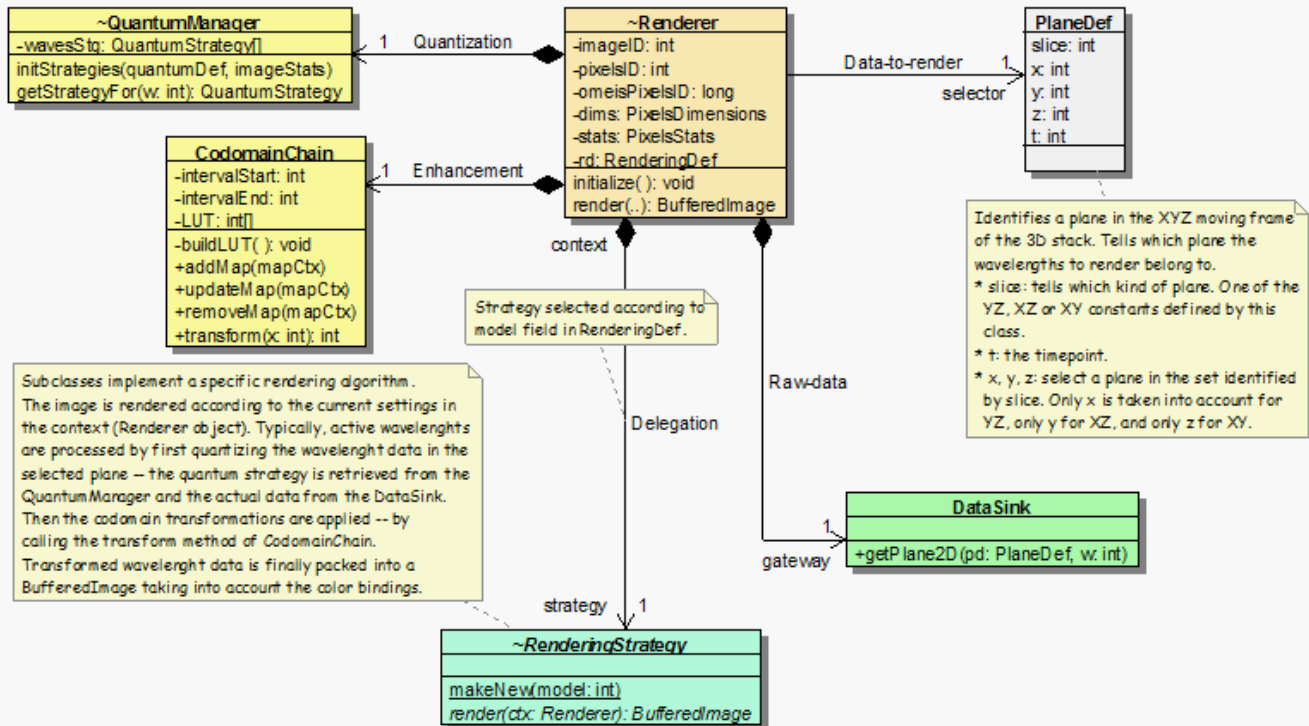 ~QuantumManager
-wavesStg: QuantumStrategy[]
initStrategies(quantumDef, imageStats)
getStrategyFor(w: int): QuantumStrategy
1 Quantization
~Renderer
-imageID: int
-pixelsID: int
-omeisPixelsID: long
-dims: PixelsDimensions
-stats: PixelsStats
-rd: RenderingDef
initialize( ): void
render(..): BufferedImage
Data-to-render 1
selector
PlaneDef
slice: int
x: int
y: int
z: int
t: int
CodomainChain
-intervalStart: int
-intervalEnd: int
-LUT: int[]
-buildLUT( ): void
+addMap(mapCtx)
+updateMap(mapCtx)
+removeMap(mapCtx)
+transform(x: int): int
1 Enhancement
context
Strategy selected according to
model field in RenderingDef.
Identifies a plane in the XYZ moving frame
of the 3D stack. Tells which plane the
wavelengths to render belong to.
* slice: tells which kind of plane. One of the
YZ, XZ or XY constants defined by this
class.
* t: the timepoint.
* x, y, z: select a plane in the set identified
by slice. Only x is taken into account for
YZ, only y for XZ, and only z for XY.
Raw-data
Delegation
Subclasses implement a specific rendering algorithm.
The image is rendered according to the current settings in
the context (Renderer object). Typically, active wavelenghts
are processed by first quantizing the wavelenght data in the
selected plane -- the quantum strategy is retrieved from the
QuantumManager and the actual data from the DataSink.
Then the codomain transformations are applied -- by
calling the transform method of CodomainChain.
Transformed wavelenght data is finally packed into a
BufferedImage taking into account the color bindings.
1
gateway
DataSink
+getPlane2D(pd: PlaneDef, w: int)
strategy 1
~RenderingStrategy
makeNew(model: int)
render(ctx: Renderer): BufferedImage